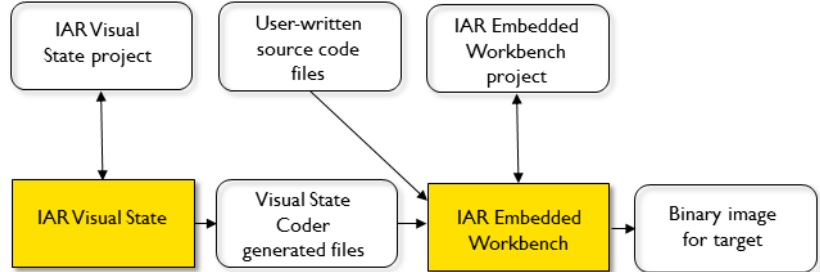 IAR Visual
State project
User-written
source code
files
IAR Embedded
Workbench
project
IAR Visual State
Visual State
Coder
generated files
IAR Embedded
Workbench
Binary image
for target